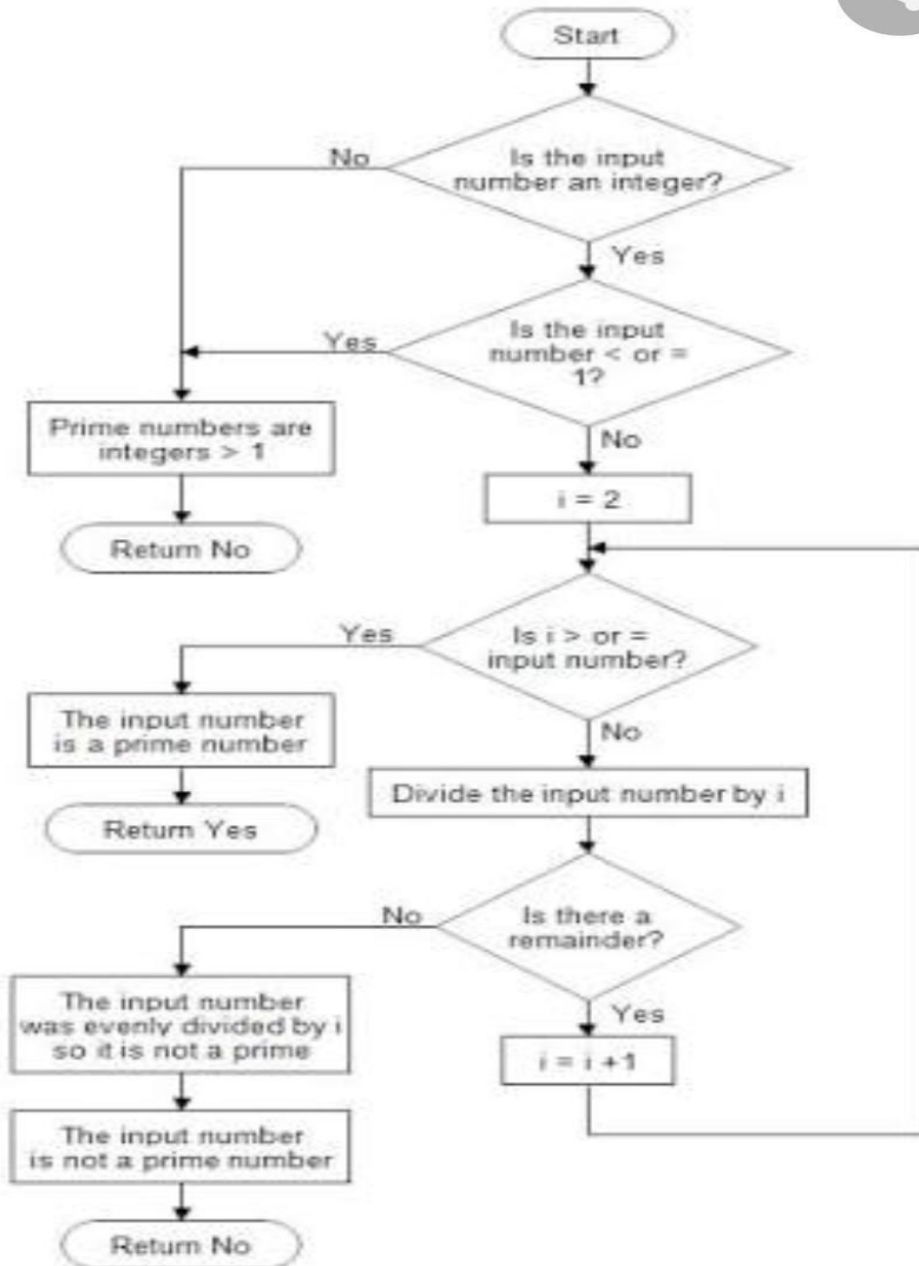 Start
Is the input
number an integer?
No
Yes
Is the input
number < or =
1?
Yes
No
Prime numbers are
integers > 1
i = 2
Return No
Is i > or =
input number?
Yes
No
The input number
is a prime number
Divide the input number by i
Return Yes
Is there a
remainder?
No
Yes
The input number
was evenly divided by i
so it is not a prime
i = i +1
The input number
is not a prime number
Return No